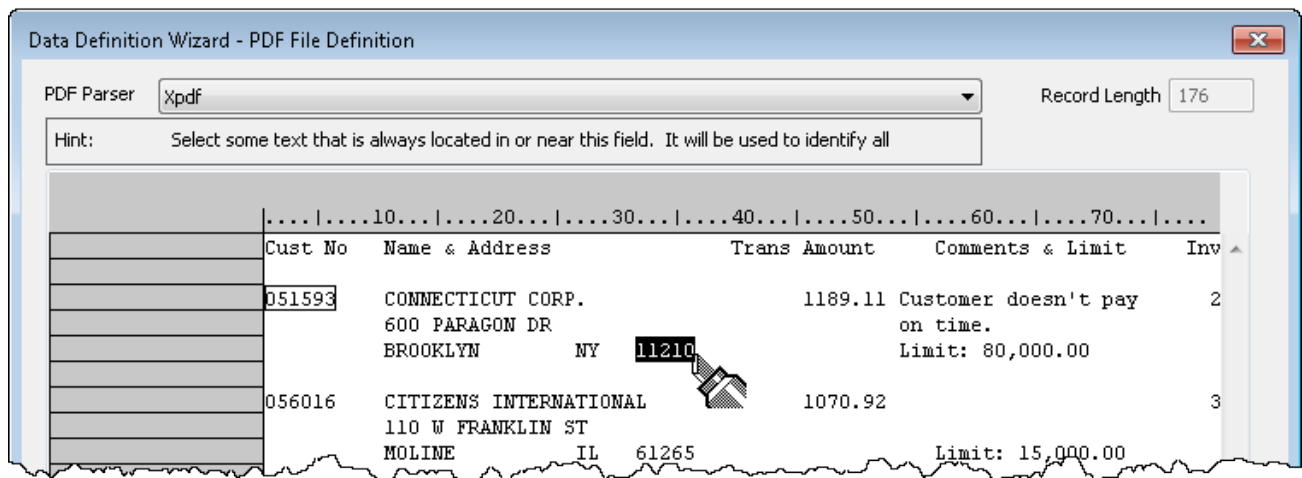 Data Definition Wizard - PDF File Definition
PDF Parser Xpdf Record Length 176
Hint: Select some text that is always located in or near this field. It will be used to identify all
|....|....10...|....20...|....30...|....40...|....50...|....60...|....70...|....
Cust No Name & Address Trans Amount Comments & Limit Inv
051593 CONNECTICUT CORP. 1189.11 Customer doesn't pay 2
600 PARAGON DR on time.
BROOKLYN NY 11210 Limit: 80,000.00
056016 CITIZENS INTERNATIONAL 1070.92 3
110 W FRANKLIN ST
MOLINE IL 61265 Limit: 15,000.00